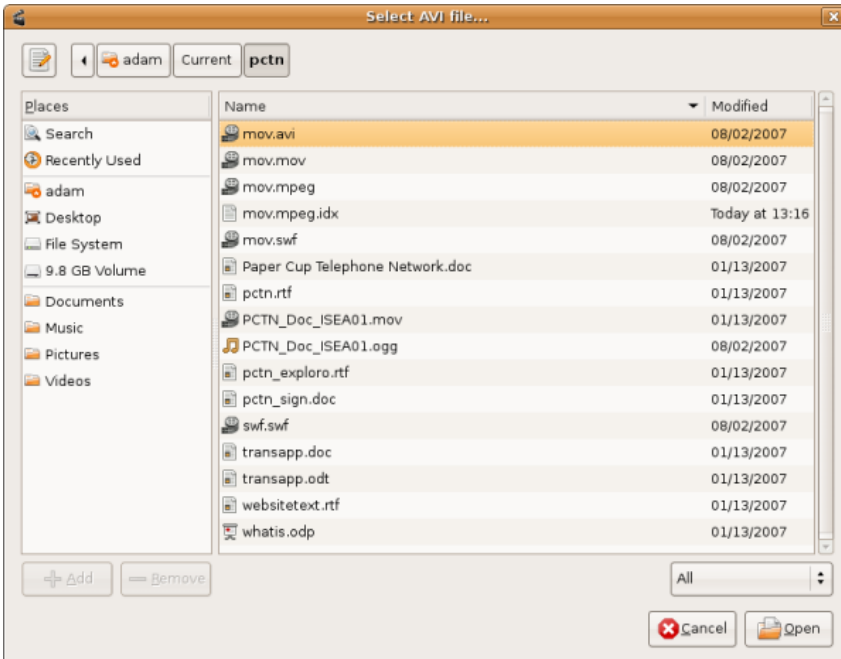 Select AVI file...
adam Current pctn
Places
Search
Recently Used
adam
Desktop
File System
9.8 GB Volume
Documents
Music
Pictures
Videos
Name Modified
mov.avi 08/02/2007
mov.mov 08/02/2007
mov.mpeg 08/02/2007
mov.mpeg.idx Today at 13:16
mov.swf 08/02/2007
Paper Cup Telephone Network.doc 01/13/2007
pctn.rtf 01/13/2007
PCTN_Doc_ISEA01.mov 01/13/2007
PCTN_Doc_ISEA01.ogg 08/02/2007
pctn_exploro.rtf 01/13/2007
pctn_sign.doc 01/13/2007
swf.swf 08/02/2007
transapp.doc 01/13/2007
transapp.odt 01/13/2007
websitetext.rtf 01/13/2007
whatis.odp 01/13/2007
Add Remove All
Cancel Open